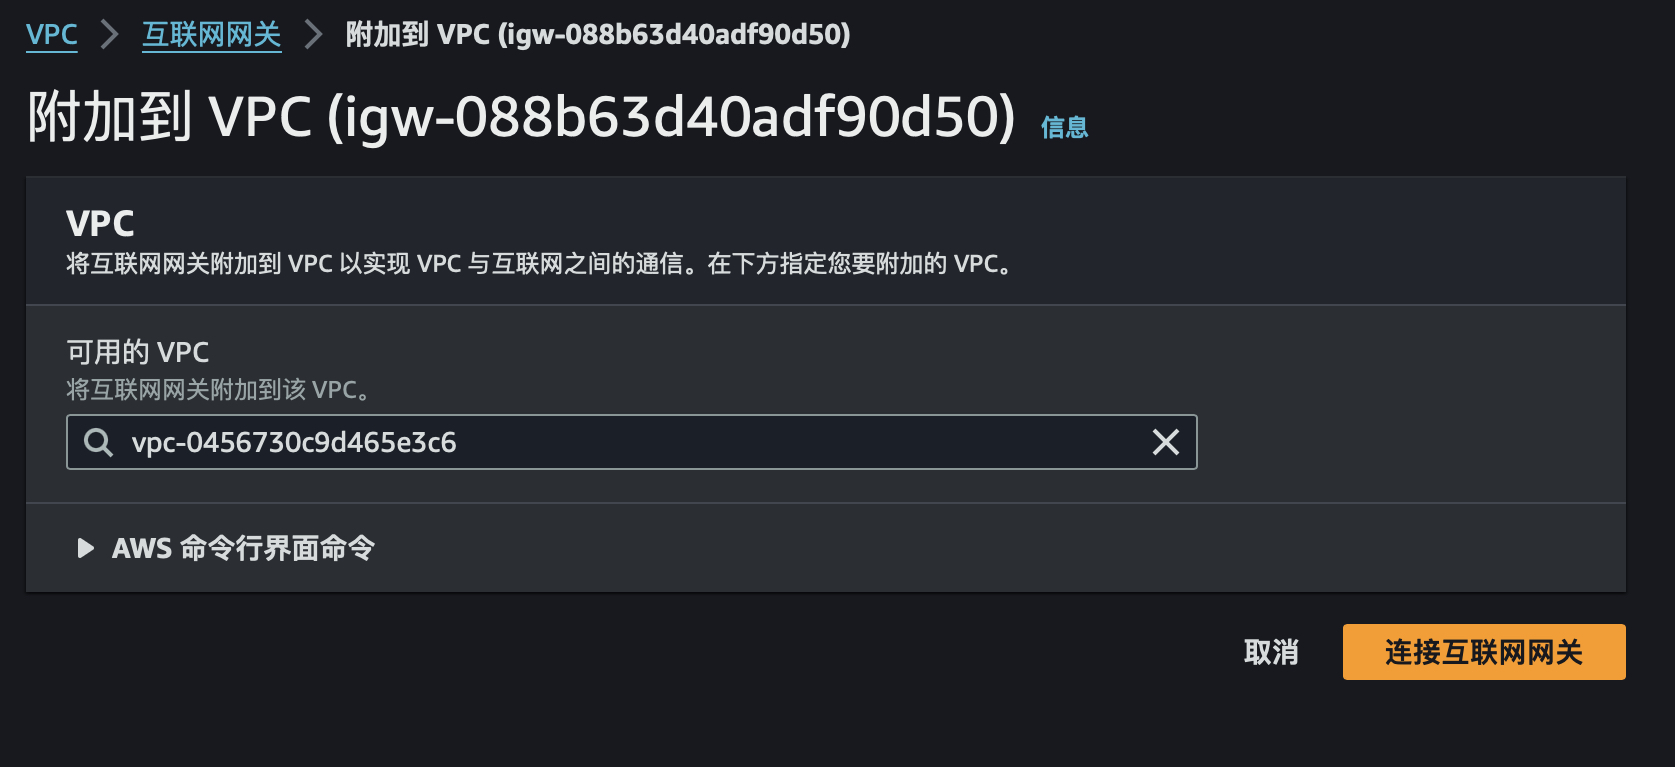 VPC > 互联网网关 > 附加到 VPC (igw-088b63d40adf90d50)
附加到 VPC (igw-088b63d40adf90d50) 信息
VPC
将互联网网关附加到 VPC 以实现 VPC 与互联网之间的通信。在下方指定您要附加的 VPC。
可用的 VPC
将互联网网关附加到该 VPC。
vpc-0456730c9d465e3c6
AWS 命令行界面命令
取消 连接互联网网关